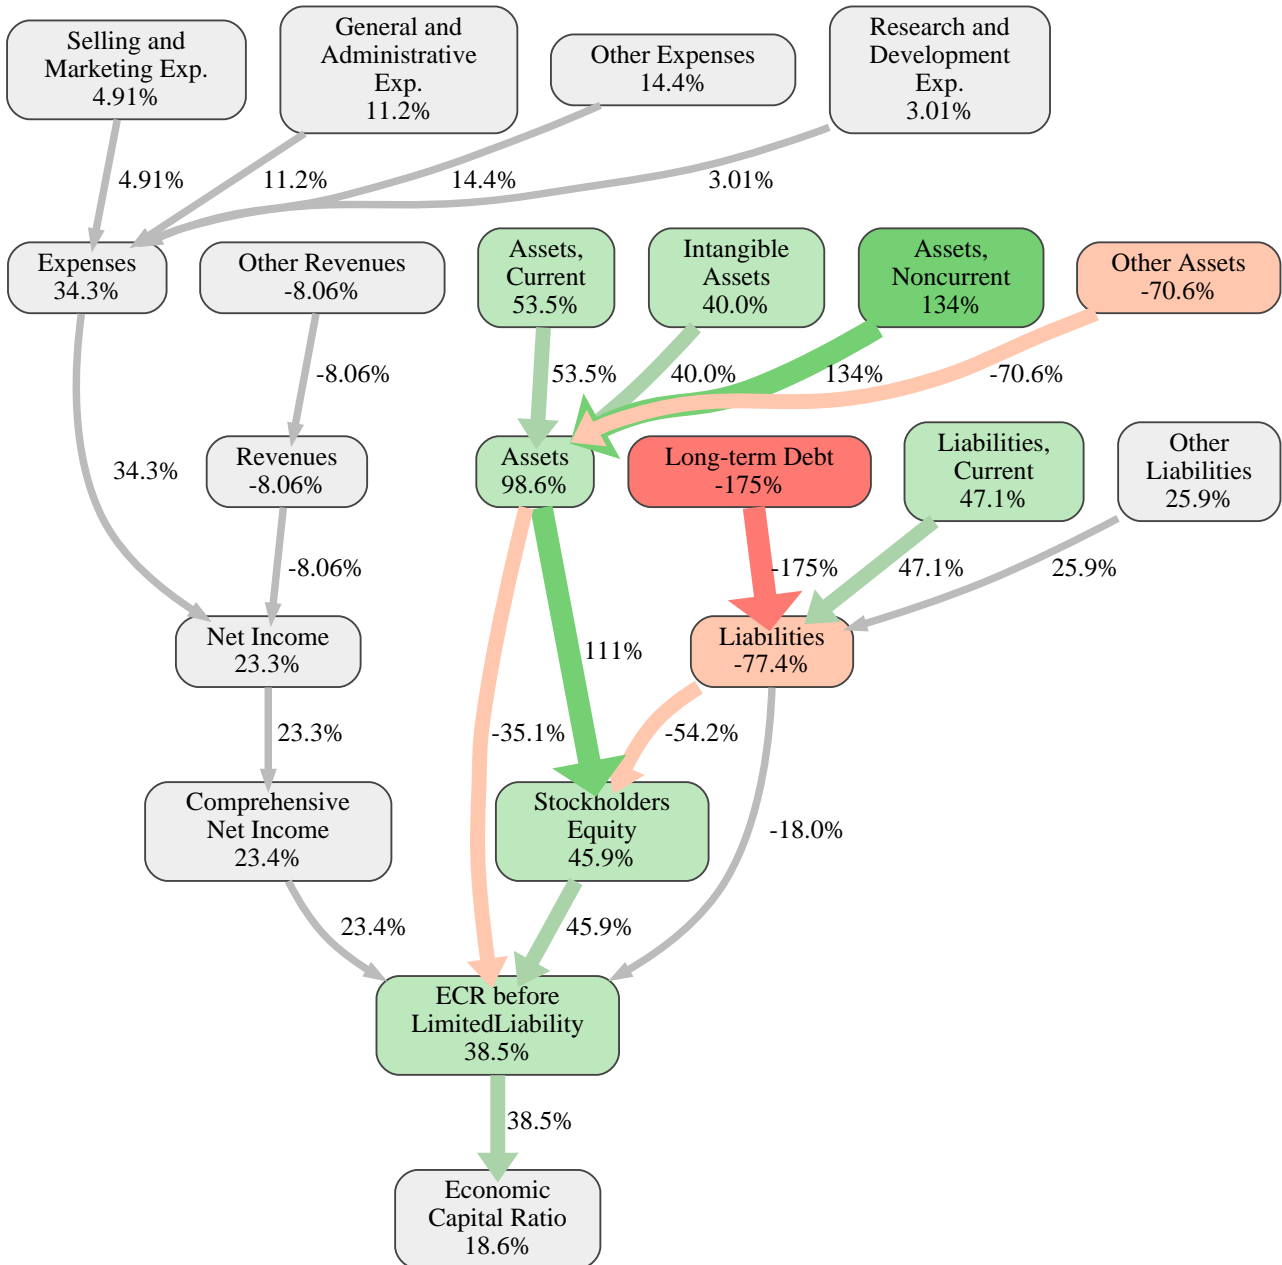 Selling and
Marketing Exp.
4.91%
General and
Administrative
Exp.
11.2%
Other Expenses
14.4%
Research and
Development
Exp.
3.01%
4.91%
11.2%
14.4%
3.01%
Expenses
34.3%
Other Revenues
-8.06%
Assets,
Current
53.5%
Intangible
Assets
40.0%
Assets,
Noncurrent
134%
Other Assets
-70.6%
-8.06%
53.5%
40.0%
134%
-70.6%
34.3%
Revenues
-8.06%
Assets
98.6%
Long-term Debt
-175%
Liabilities,
Current
47.1%
Other
Liabilities
25.9%
-8.06%
-175%
47.1%
25.9%
Net Income
23.3%
111%
Liabilities
-77.4%
23.3%
-35.1%
-54.2%
Comprehensive
Net Income
23.4%
Stockholders
Equity
45.9%
-18.0%
23.4%
45.9%
ECR before
LimitedLiability
38.5%
38.5%
Economic
Capital Ratio
18.6%